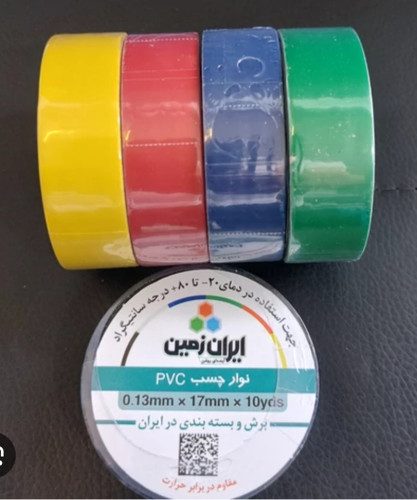 جهت استفاده در دمای ۲۰- تا ۸۰+ درجه سانتیگراد
ایران زمین
نوار چسب PVC
0.13mm × 17mm × 10yds
برش و بسته بندی در ایران
مقاوم در برابر حرارت